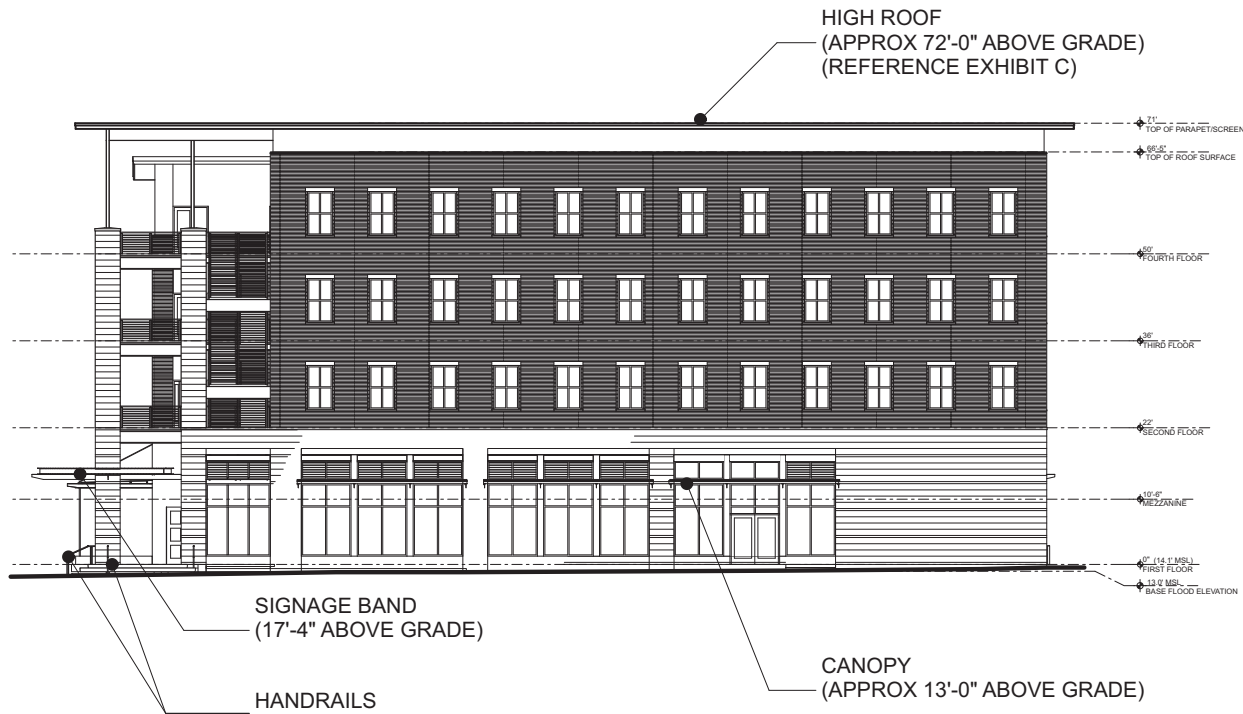 HIGH ROOF
(APPROX 72'-0" ABOVE GRADE)
(REFERENCE EXHIBIT C)
71'
TOP OF PARAPET/SCREEN
66'-5"
TOP OF ROOF SURFACE
50'
FOURTH FLOOR
36'
THIRD FLOOR
22'
SECOND FLOOR
10'-6"
MEZZANINE
0" (14.1' MSL)
FIRST FLOOR
13.0' MSL
BASE FLOOD ELEVATION
SIGNAGE BAND
(17'-4" ABOVE GRADE)
CANOPY
(APPROX 13'-0" ABOVE GRADE)
HANDRAILS